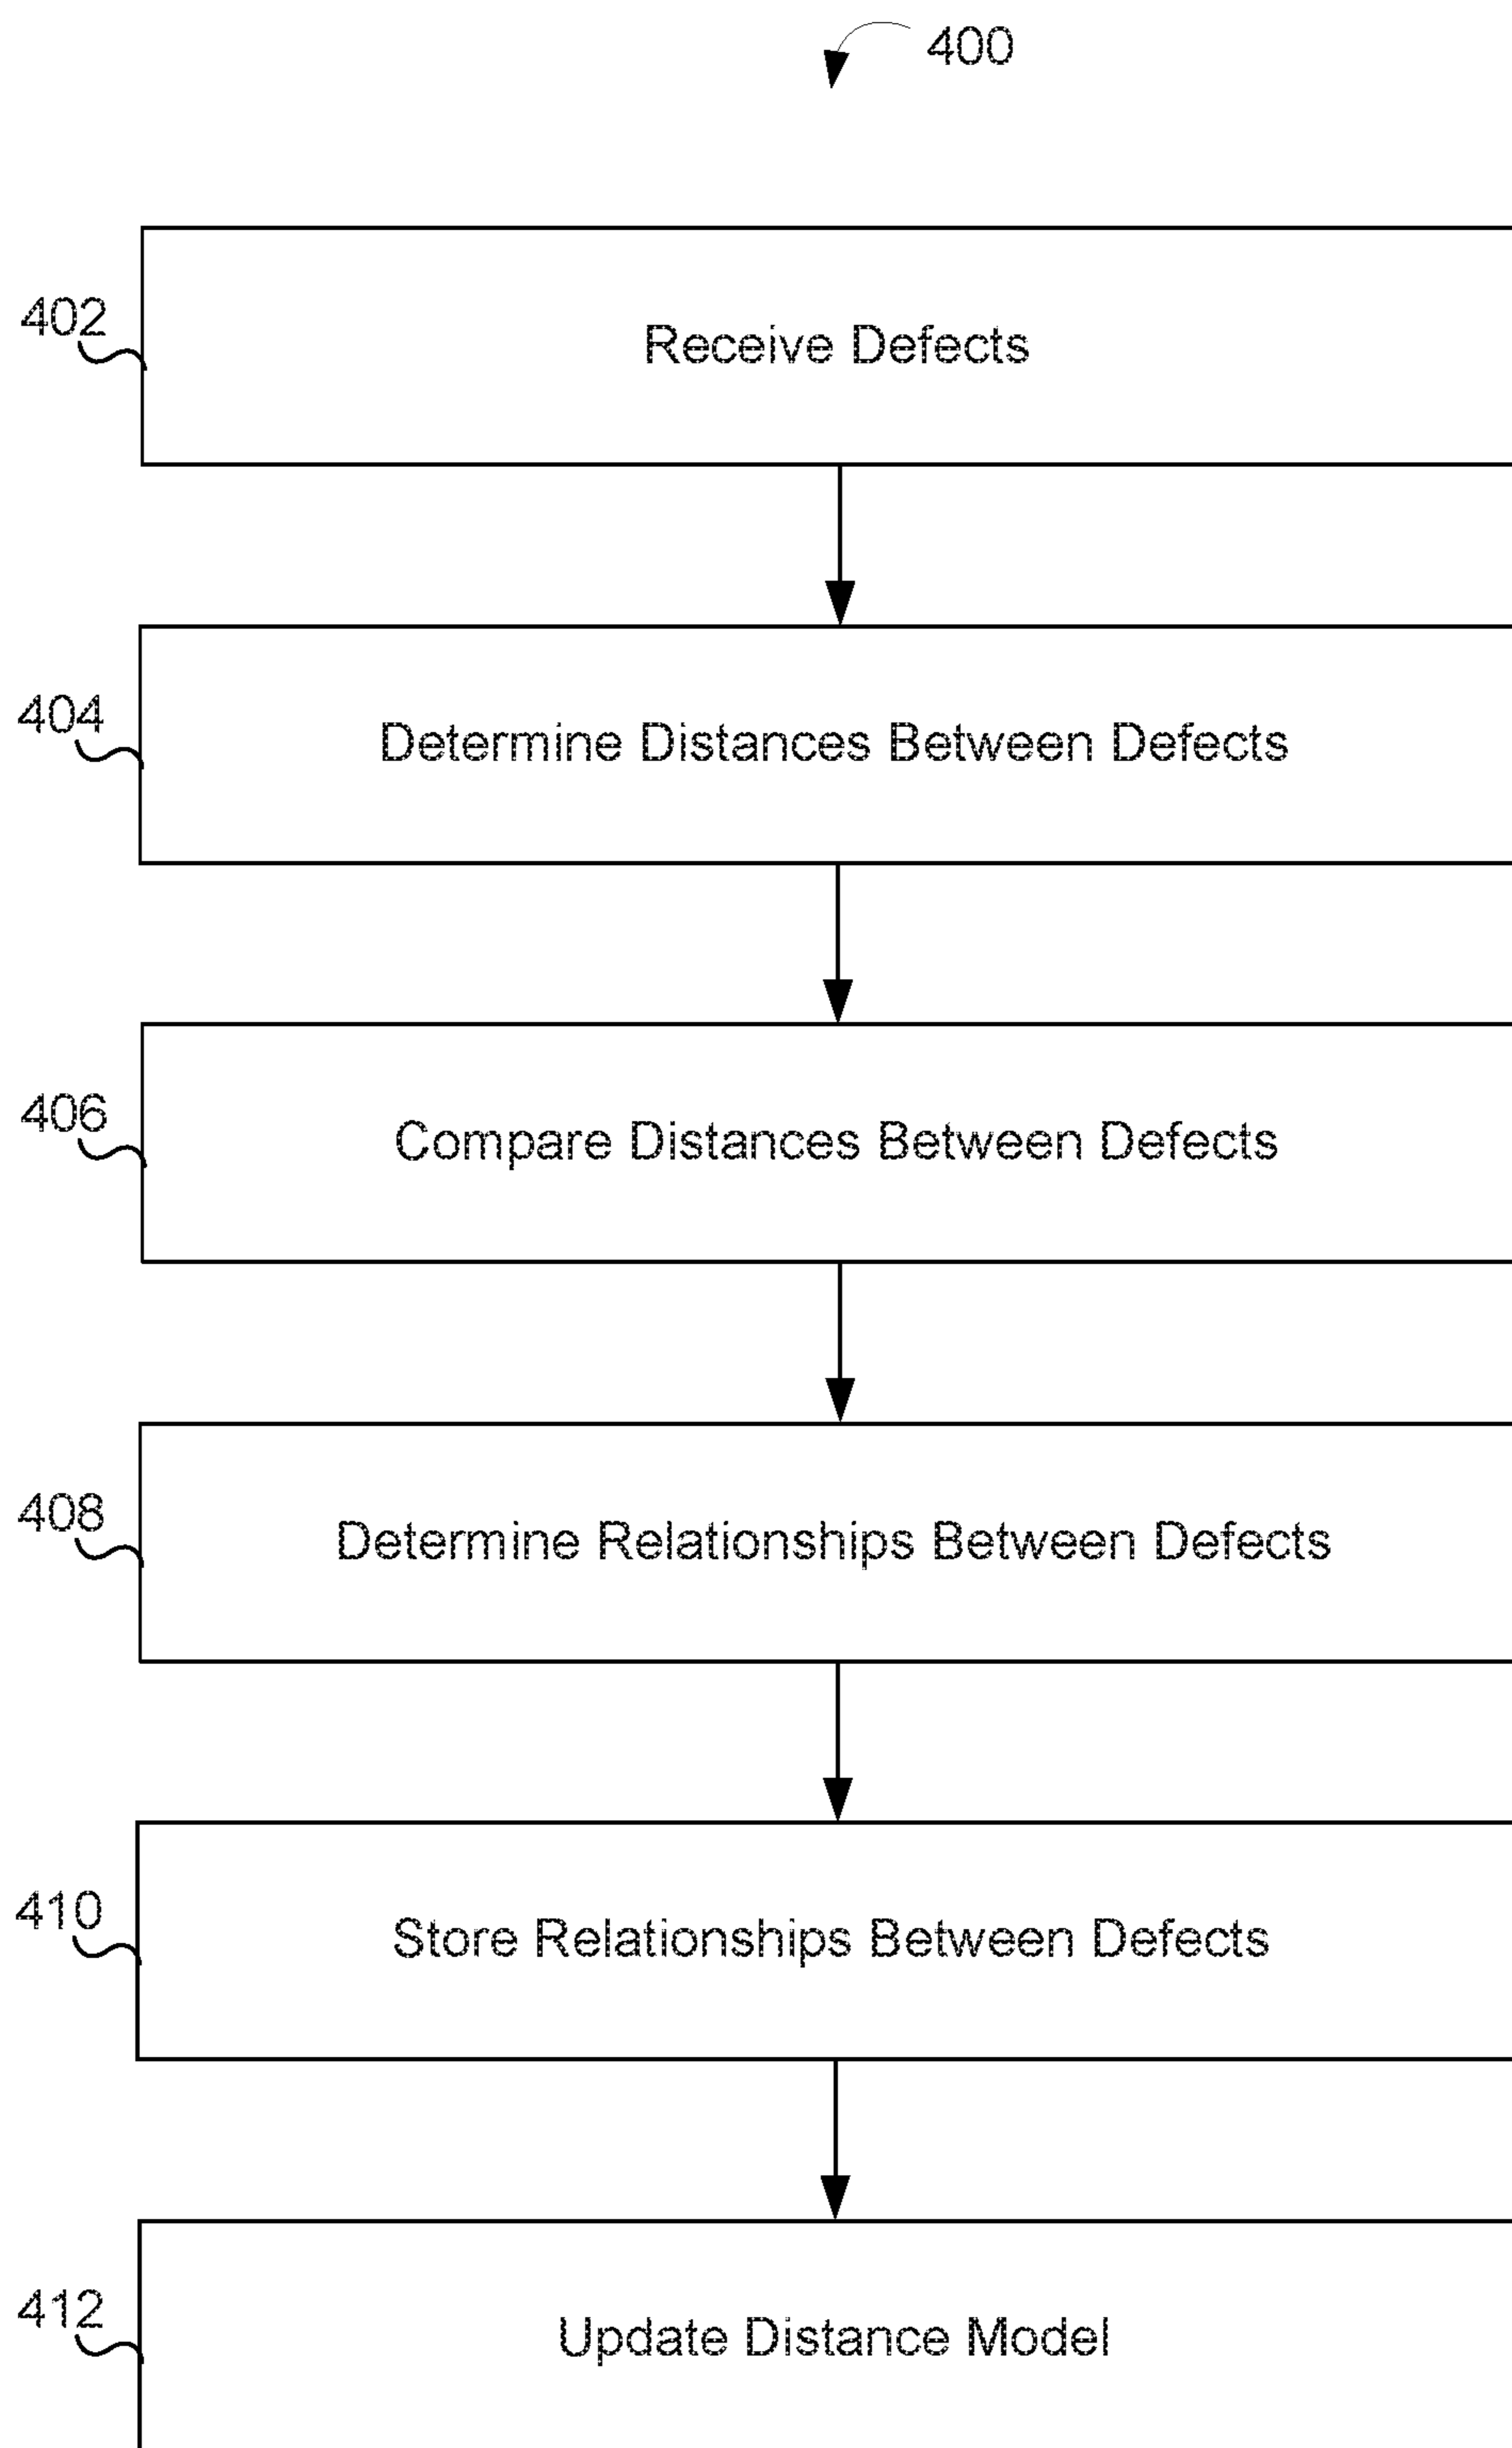 400
402
Receive Defects
404
Determine Distances Between Defects
406
Compare Distances Between Defects
408
Determine Relationships Between Defects
410
Store Relationships Between Defects
412
Update Distance Model